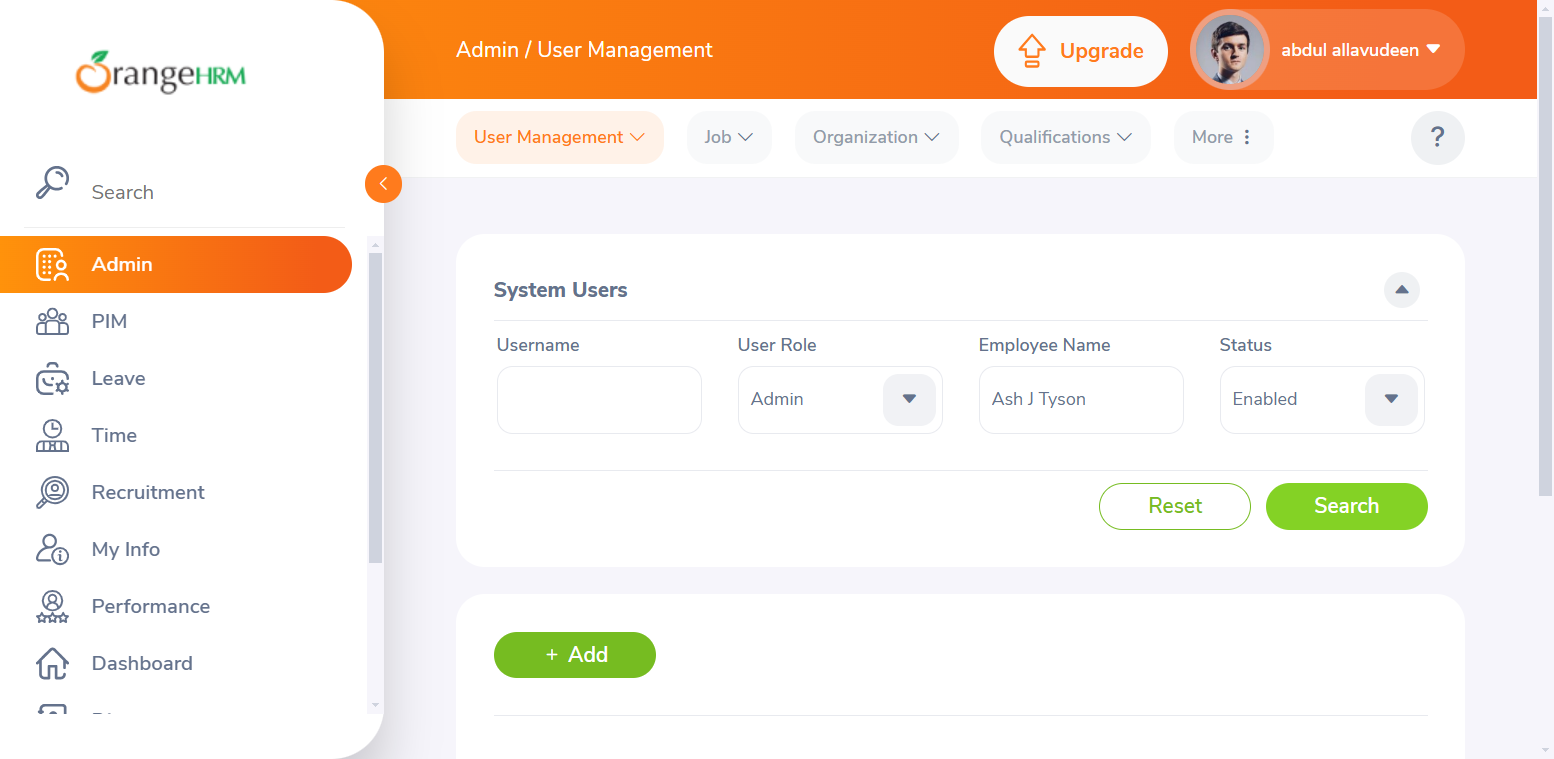 OrangeHRM
Admin / User Management
Upgrade
abdul allavudeen
User Management
Job
Organization
Qualifications
More
?
Search
Admin
PIM
Leave
Time
Recruitment
My Info
Performance
Dashboard
System Users
Username
User Role
Employee Name
Status
Admin
Ash J Tyson
Enabled
Reset
Search
+ Add